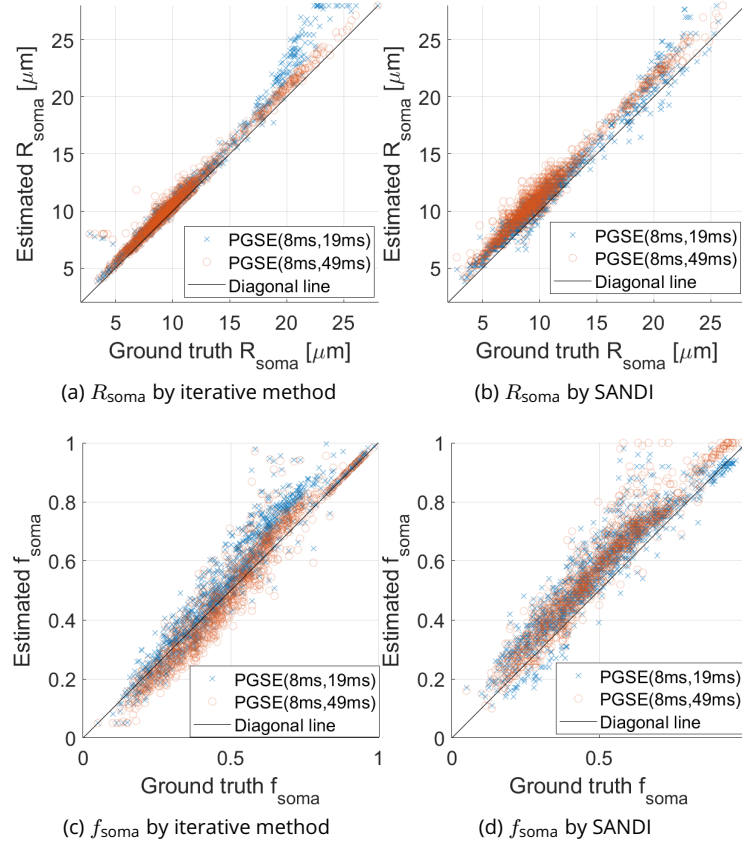 25
20
15
10
5
Estimated R_soma [μm]
PGSE(8ms,19ms)
PGSE(8ms,49ms)
Diagonal line
5 10 15 20 25
Ground truth R_soma [μm]
(a) R_soma by iterative method
25
20
15
10
5
Estimated R_soma [μm]
PGSE(8ms,19ms)
PGSE(8ms,49ms)
Diagonal line
5 10 15 20 25
Ground truth R_soma [μm]
(b) R_soma by SANDI
1
0.8
0.6
0.4
0.2
0
Estimated f_soma
PGSE(8ms,19ms)
PGSE(8ms,49ms)
Diagonal line
0 0.5 1
Ground truth f_soma
(c) f_soma by iterative method
1
0.8
0.6
0.4
0.2
0
Estimated f_soma
PGSE(8ms,19ms)
PGSE(8ms,49ms)
Diagonal line
0 0.5
Ground truth f_soma
(d) f_soma by SANDI